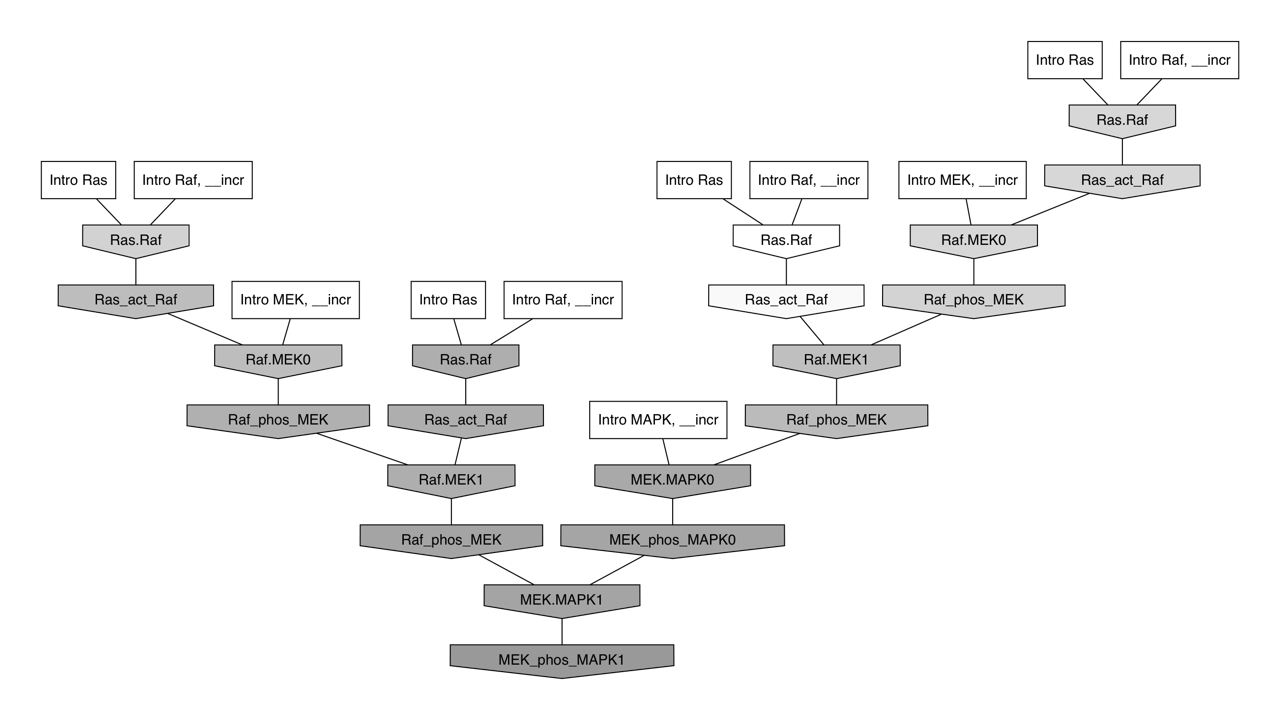 Intro Ras
Intro Raf, __incr
Ras.Raf
Intro Ras
Intro Raf, __incr
Intro Ras
Intro Raf, __incr
Intro MEK, __incr
Ras_act_Raf
Ras.Raf
Ras.Raf
Raf.MEK0
Ras_act_Raf
Intro MEK, __incr
Intro Ras
Intro Raf, __incr
Ras_act_Raf
Raf_phos_MEK
Raf.MEK0
Ras.Raf
Raf.MEK1
Raf_phos_MEK
Ras_act_Raf
Intro MAPK, __incr
Raf_phos_MEK
Raf.MEK1
MEK.MAPK0
Raf_phos_MEK
MEK_phos_MAPK0
MEK.MAPK1
MEK_phos_MAPK1